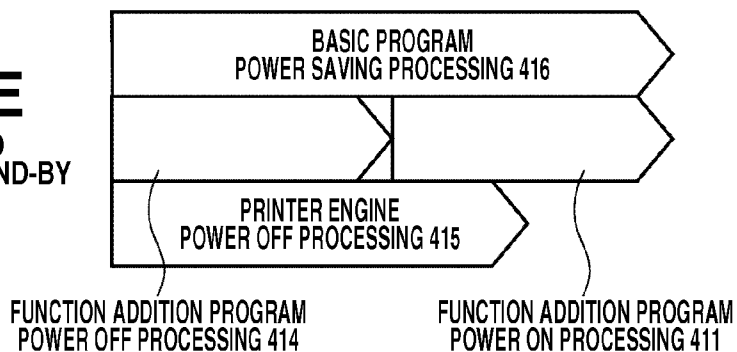 BASIC PROGRAM
POWER SAVING PROCESSING 416
E
ND-BY
PRINTER ENGINE
POWER OFF PROCESSING 415
FUNCTION ADDITION PROGRAM
POWER OFF PROCESSING 414
FUNCTION ADDITION PROGRAM
POWER ON PROCESSING 411